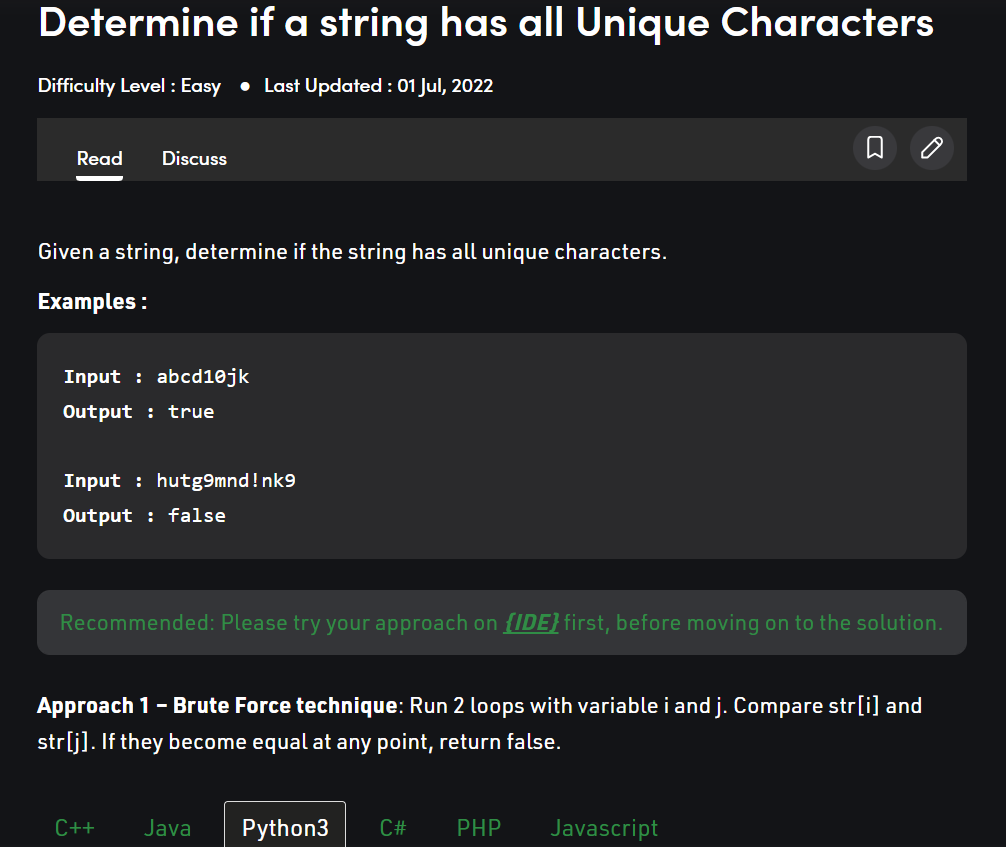 Determine if a string has all Unique Characters
Difficulty Level : Easy ● Last Updated : 01 Jul, 2022
Read Discuss
Given a string, determine if the string has all unique characters.
Examples :
Input : abcd10jk
Output : true
Input : hutg9mnd!nk9
Output : false
Recommended: Please try your approach on {IDE} first, before moving on to the solution.
Approach 1 – Brute Force technique: Run 2 loops with variable i and j. Compare str[i] and
str[j]. If they become equal at any point, return false.
C++ Java Python3 C# PHP Javascript